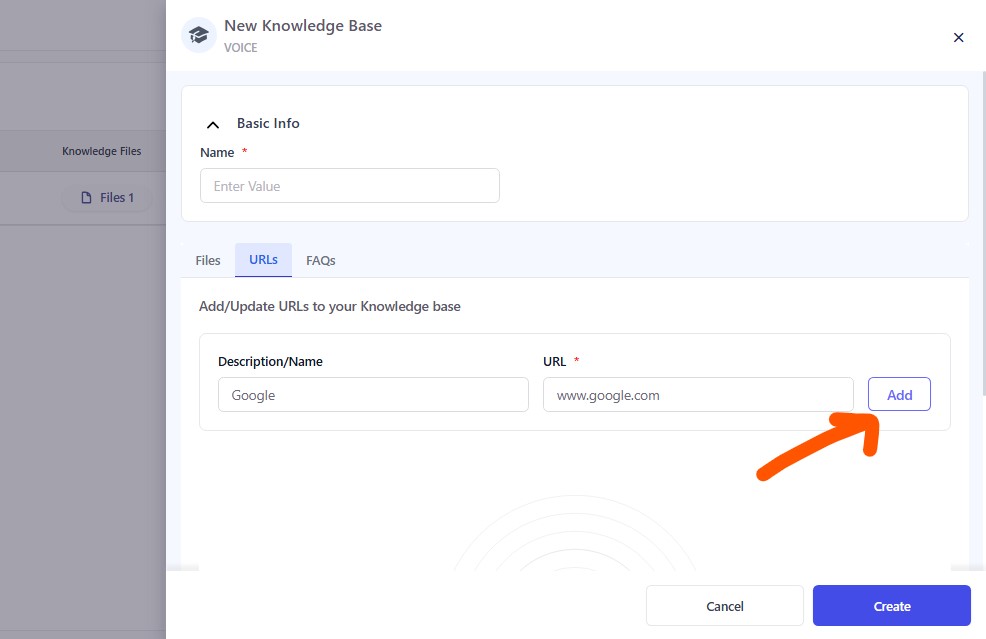 New Knowledge Base
VOICE
Knowledge Files
Files 1
Basic Info
Name *
Enter Value
Files URLs FAQs
Add/Update URLs to your Knowledge base
Description/Name URL *
Google www.google.com Add
Cancel Create